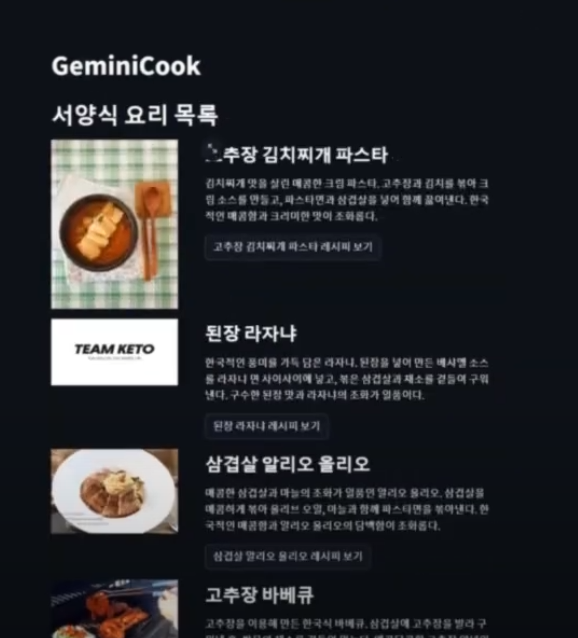 GeminiCook
서양식 요리 목록
고추장 김치찌개 파스타
김치찌개 맛을 살린 매콤한 크림 파스타. 고추장과 김치를 볶아 크
림 소스를 만들고, 파스타면과 삼겹살을 넣어 함께 끓여낸다. 한국
적인 매콤함과 크리미한 맛이 조화롭다.
고추장 김치찌개 파스타 레시피 보기
TEAM KETO
된장 라자냐
한국적인 풍미를 가득 담은 라자냐. 된장을 넣어 만든 베샤멜 소스
를 라자냐 면 사이사이에 넣고, 볶은 삼겹살과 채소를 곁들여 구워
낸다. 구수한 된장 맛과 라자냐의 조화가 일품이다.
된장 라자냐 레시피 보기
삼겹살 알리오 올리오
매콤한 삼겹살과 마늘의 조화가 일품인 알리오 올리오. 삼겹살을
매콤하게 볶아 올리브 오일, 마늘과 함께 파스타면을 볶아낸다. 한
국적인 매콤함과 알리오 올리오의 담백함이 조화롭다.
삼겹살 알리오 올리오 레시피 보기
고추장 바베큐
고추장을 이용해 만든 한국식 바베큐. 삼겹살에 고추장을 발라 구